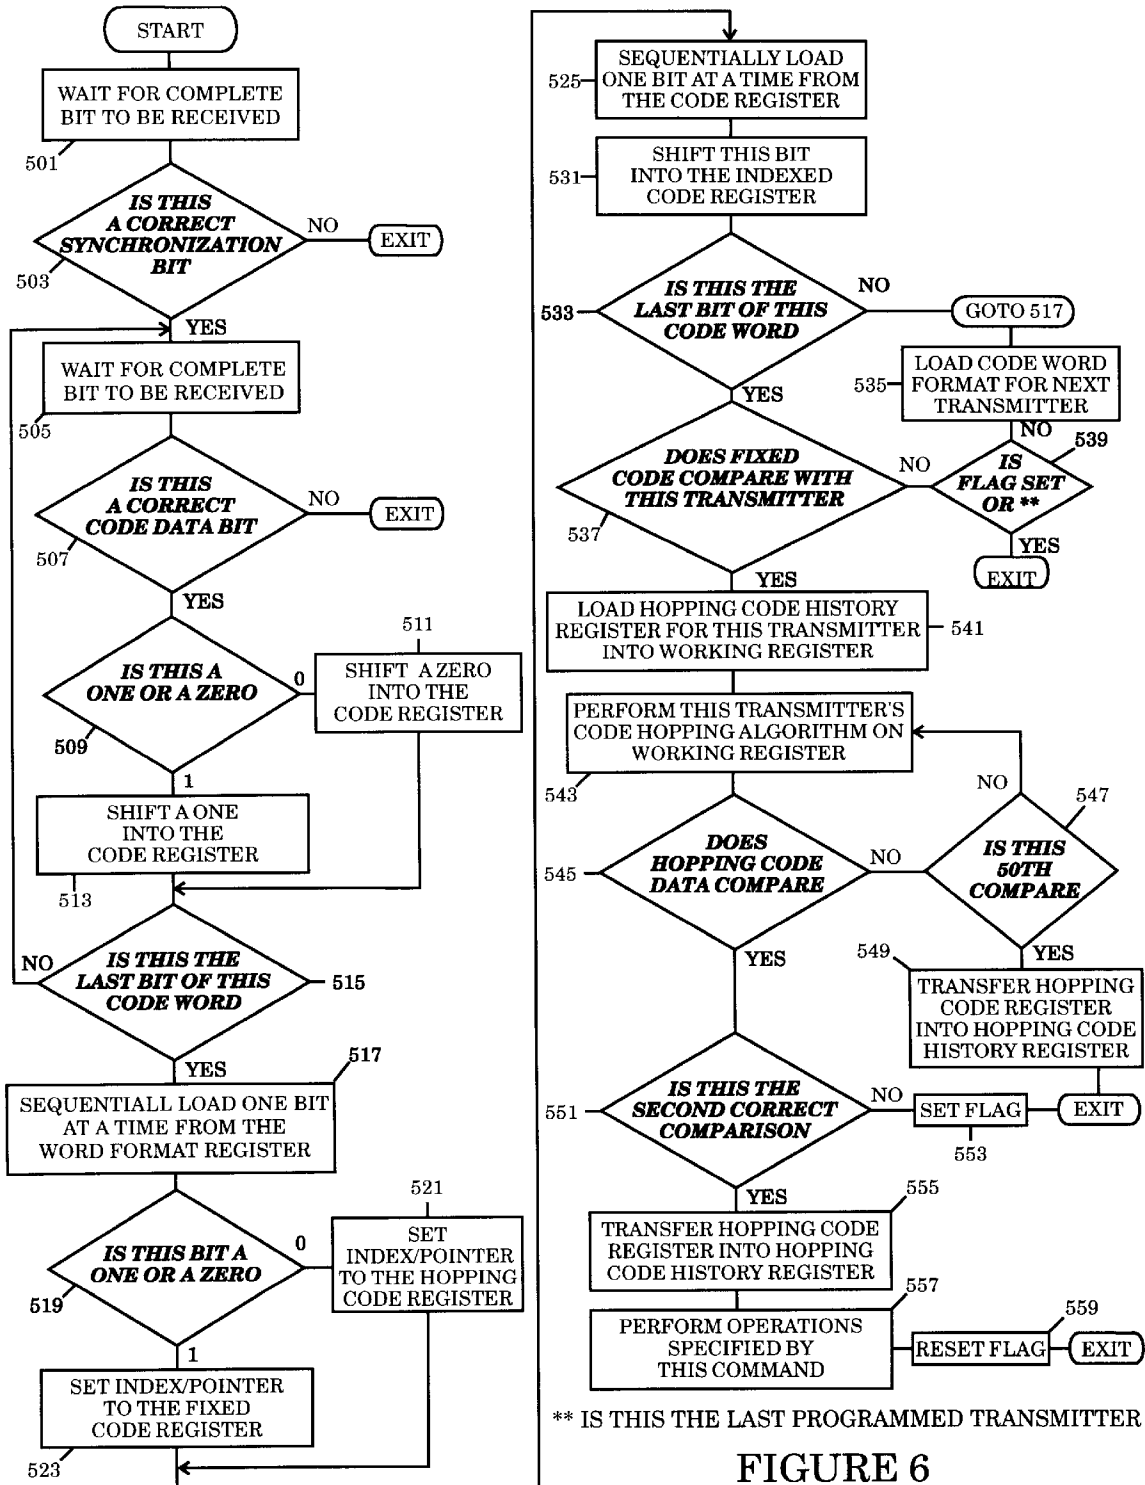 START
WAIT FOR COMPLETE
BIT TO BE RECEIVED
501
IS THIS
A CORRECT
SYNCHRONIZATION
BIT
503
NO
EXIT
YES
WAIT FOR COMPLETE
BIT TO BE RECEIVED
505
IS THIS
A CORRECT
CODE DATA BIT
507
NO
EXIT
YES
IS THIS A
ONE OR A ZERO
509
0
511
SHIFT A ZERO
INTO THE
CODE REGISTER
1
SHIFT A ONE
INTO THE
CODE REGISTER
513
IS THIS THE
LAST BIT OF THIS
CODE WORD
515
NO
YES
517
SEQUENTIALL LOAD ONE BIT
AT A TIME FROM THE
WORD FORMAT REGISTER
IS THIS BIT A
ONE OR A ZERO
519
0
521
SET
INDEX/POINTER
TO THE HOPPING
CODE REGISTER
1
SET INDEX/POINTER
TO THE FIXED
CODE REGISTER
523
525
SEQUENTIALLY LOAD
ONE BIT AT A TIME FROM
THE CODE REGISTER
531
SHIFT THIS BIT
INTO THE INDEXED
CODE REGISTER
533
IS THIS THE
LAST BIT OF THIS
CODE WORD
NO
GOTO 517
535
LOAD CODE WORD
FORMAT FOR NEXT
TRANSMITTER
YES
NO
539
DOES FIXED
CODE COMPARE WITH
THIS TRANSMITTER
537
NO
IS
FLAG SET
OR **
YES
EXIT
YES
LOAD HOPPING CODE HISTORY
REGISTER FOR THIS TRANSMITTER
INTO WORKING REGISTER
541
PERFORM THIS TRANSMITTER'S
CODE HOPPING ALGORITHM ON
WORKING REGISTER
543
DOES
HOPPING CODE
DATA COMPARE
545
NO
NO
547
IS THIS
50TH
COMPARE
YES
YES
549
TRANSFER HOPPING
CODE REGISTER
INTO HOPPING CODE
HISTORY REGISTER
IS THIS THE
SECOND CORRECT
COMPARISON
551
NO
SET FLAG
553
EXIT
YES
555
TRANSFER HOPPING CODE
REGISTER INTO HOPPING
CODE HISTORY REGISTER
557
PERFORM OPERATIONS
SPECIFIED BY
THIS COMMAND
559
RESET FLAG
EXIT
** IS THIS THE LAST PROGRAMMED TRANSMITTER
FIGURE 6